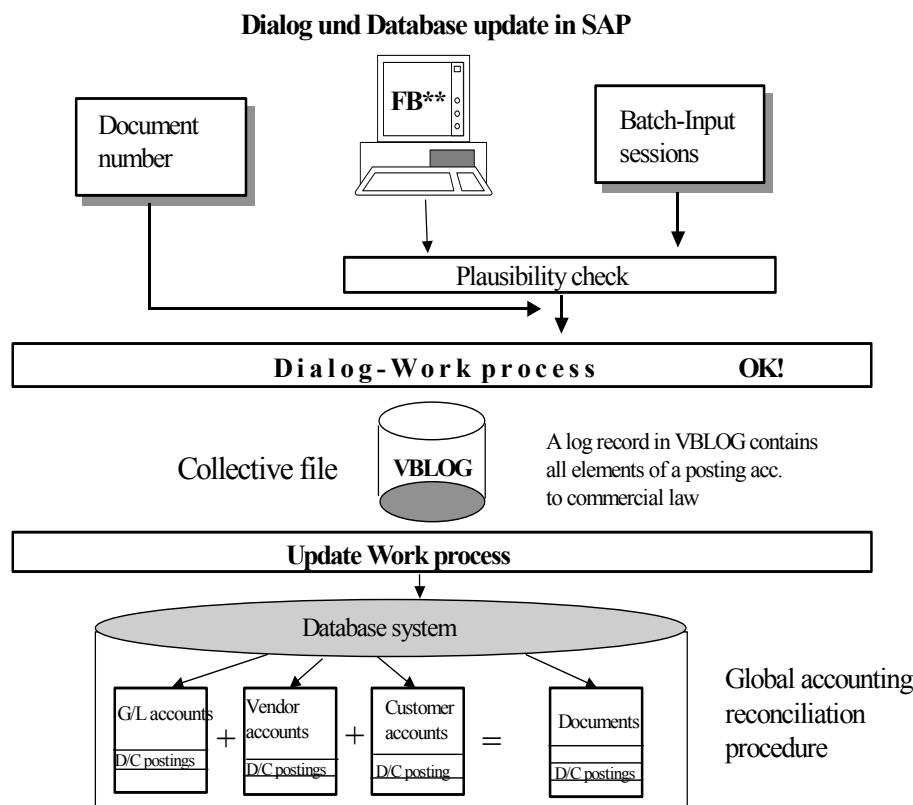 Dialog und Database update in SAP
FB**
Document
number
Batch-Input
sessions
Plausibility check
Dialog-Work process OK!
Collective file
VBLOG
A log record in VBLOG contains
all elements of a posting acc.
to commercial law
Update Work process
Database system
G/L accounts
D/C postings
+
Vendor
accounts
D/C postings
+
Customer
accounts
D/C posting
=
Documents
D/C postings
Global accounting
reconciliation
procedure